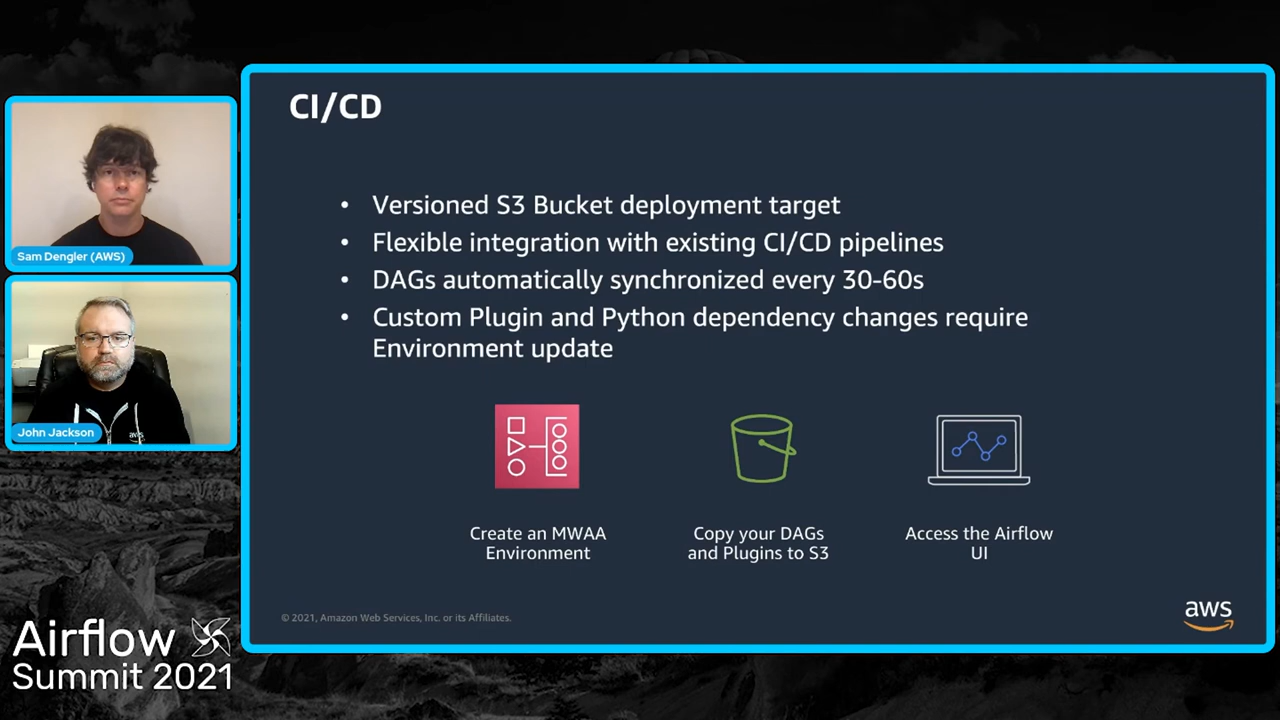 CI/CD
• Versioned S3 Bucket deployment target
• Flexible integration with existing CI/CD pipelines
• DAGs automatically synchronized every 30-60s
• Custom Plugin and Python dependency changes require
Environment update
Create an MWAA
Environment
Copy your DAGs
and Plugins to S3
Access the Airflow
UI
© 2021, Amazon Web Services, Inc. or its Affiliates.
aws
Sam Dengler (AWS)
John Jackson
aws
Airflow
Summit 2021